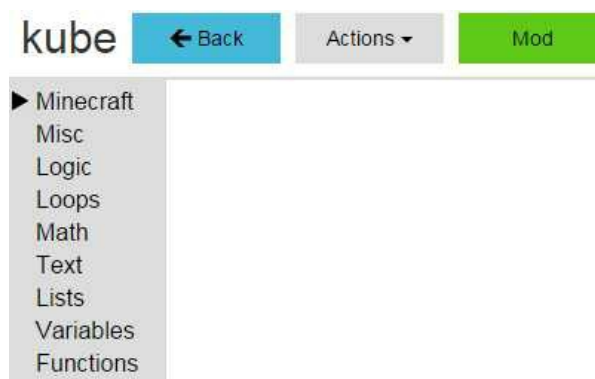 kube Back Actions Mod
Minecraft
Misc
Logic
Loops
Math
Text
Lists
Variables
Functions